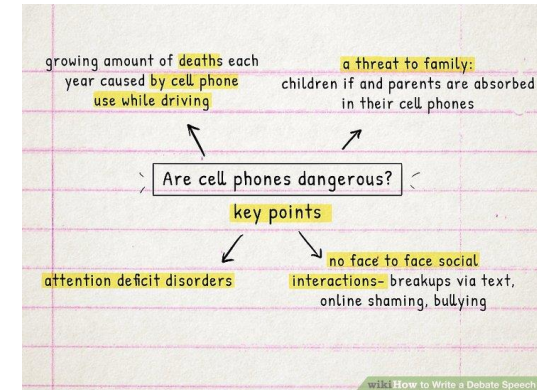 growing amount of deaths each
year caused by cell phone
use while driving
a threat to family:
children if and parents are absorbed
in their cell phones
Are cell phones dangerous?
key points
attention deficit disorders
no face to face social
interactions- breakups via text,
online shaming, bullying
wikiHow to Write a Debate Speech